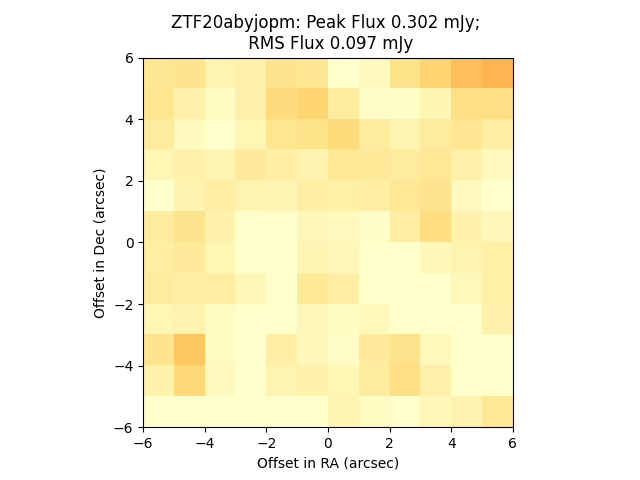 ZTF20abyjopm: Peak Flux 0.302 mJy;
RMS Flux 0.097 mJy
6
4
2
0
−2
−4
−6
Offset in Dec (arcsec)
−6 −4 −2 0 2 4 6
Offset in RA (arcsec)